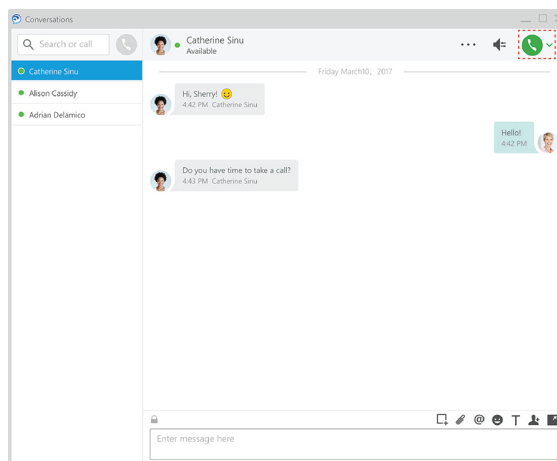 Conversations
Search or call
Catherine Sinu
Available
Catherine Sinu
Alison Cassidy
Adrian Delamico
Friday March10, 2017
Hi, Sherry!
4:42 PM Catherine Sinu
Hello!
4:42 PM
Do you have time to take a call?
4:43 PM Catherine Sinu
@ T
Enter message here